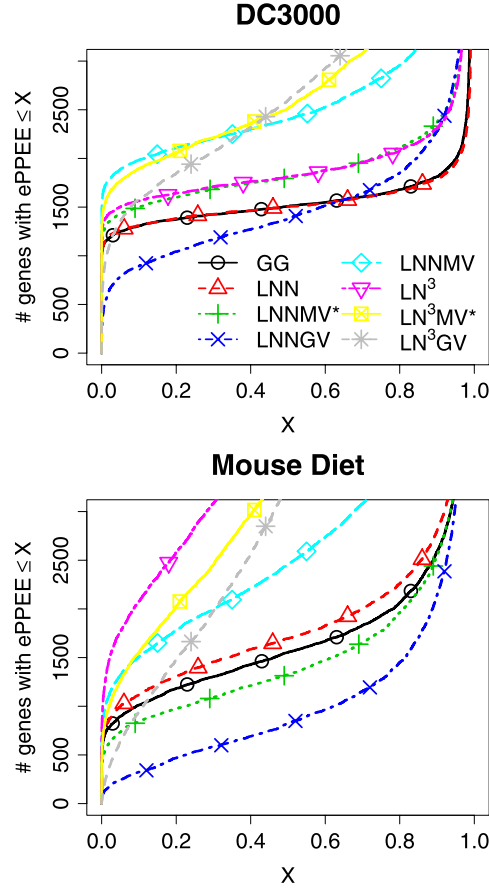 DC3000
# genes with ePPEE ≤ X
2500
1500
500
0
GG
LNN
LNNMV*
LNNGV
LNNMV
LN³
LN³MV*
LN³GV
0.0 0.2 0.4 0.6 0.8 1.0
X
Mouse Diet
# genes with ePPEE ≤ X
2500
1500
500
0
0.0 0.2 0.4 0.6 0.8 1.0
X